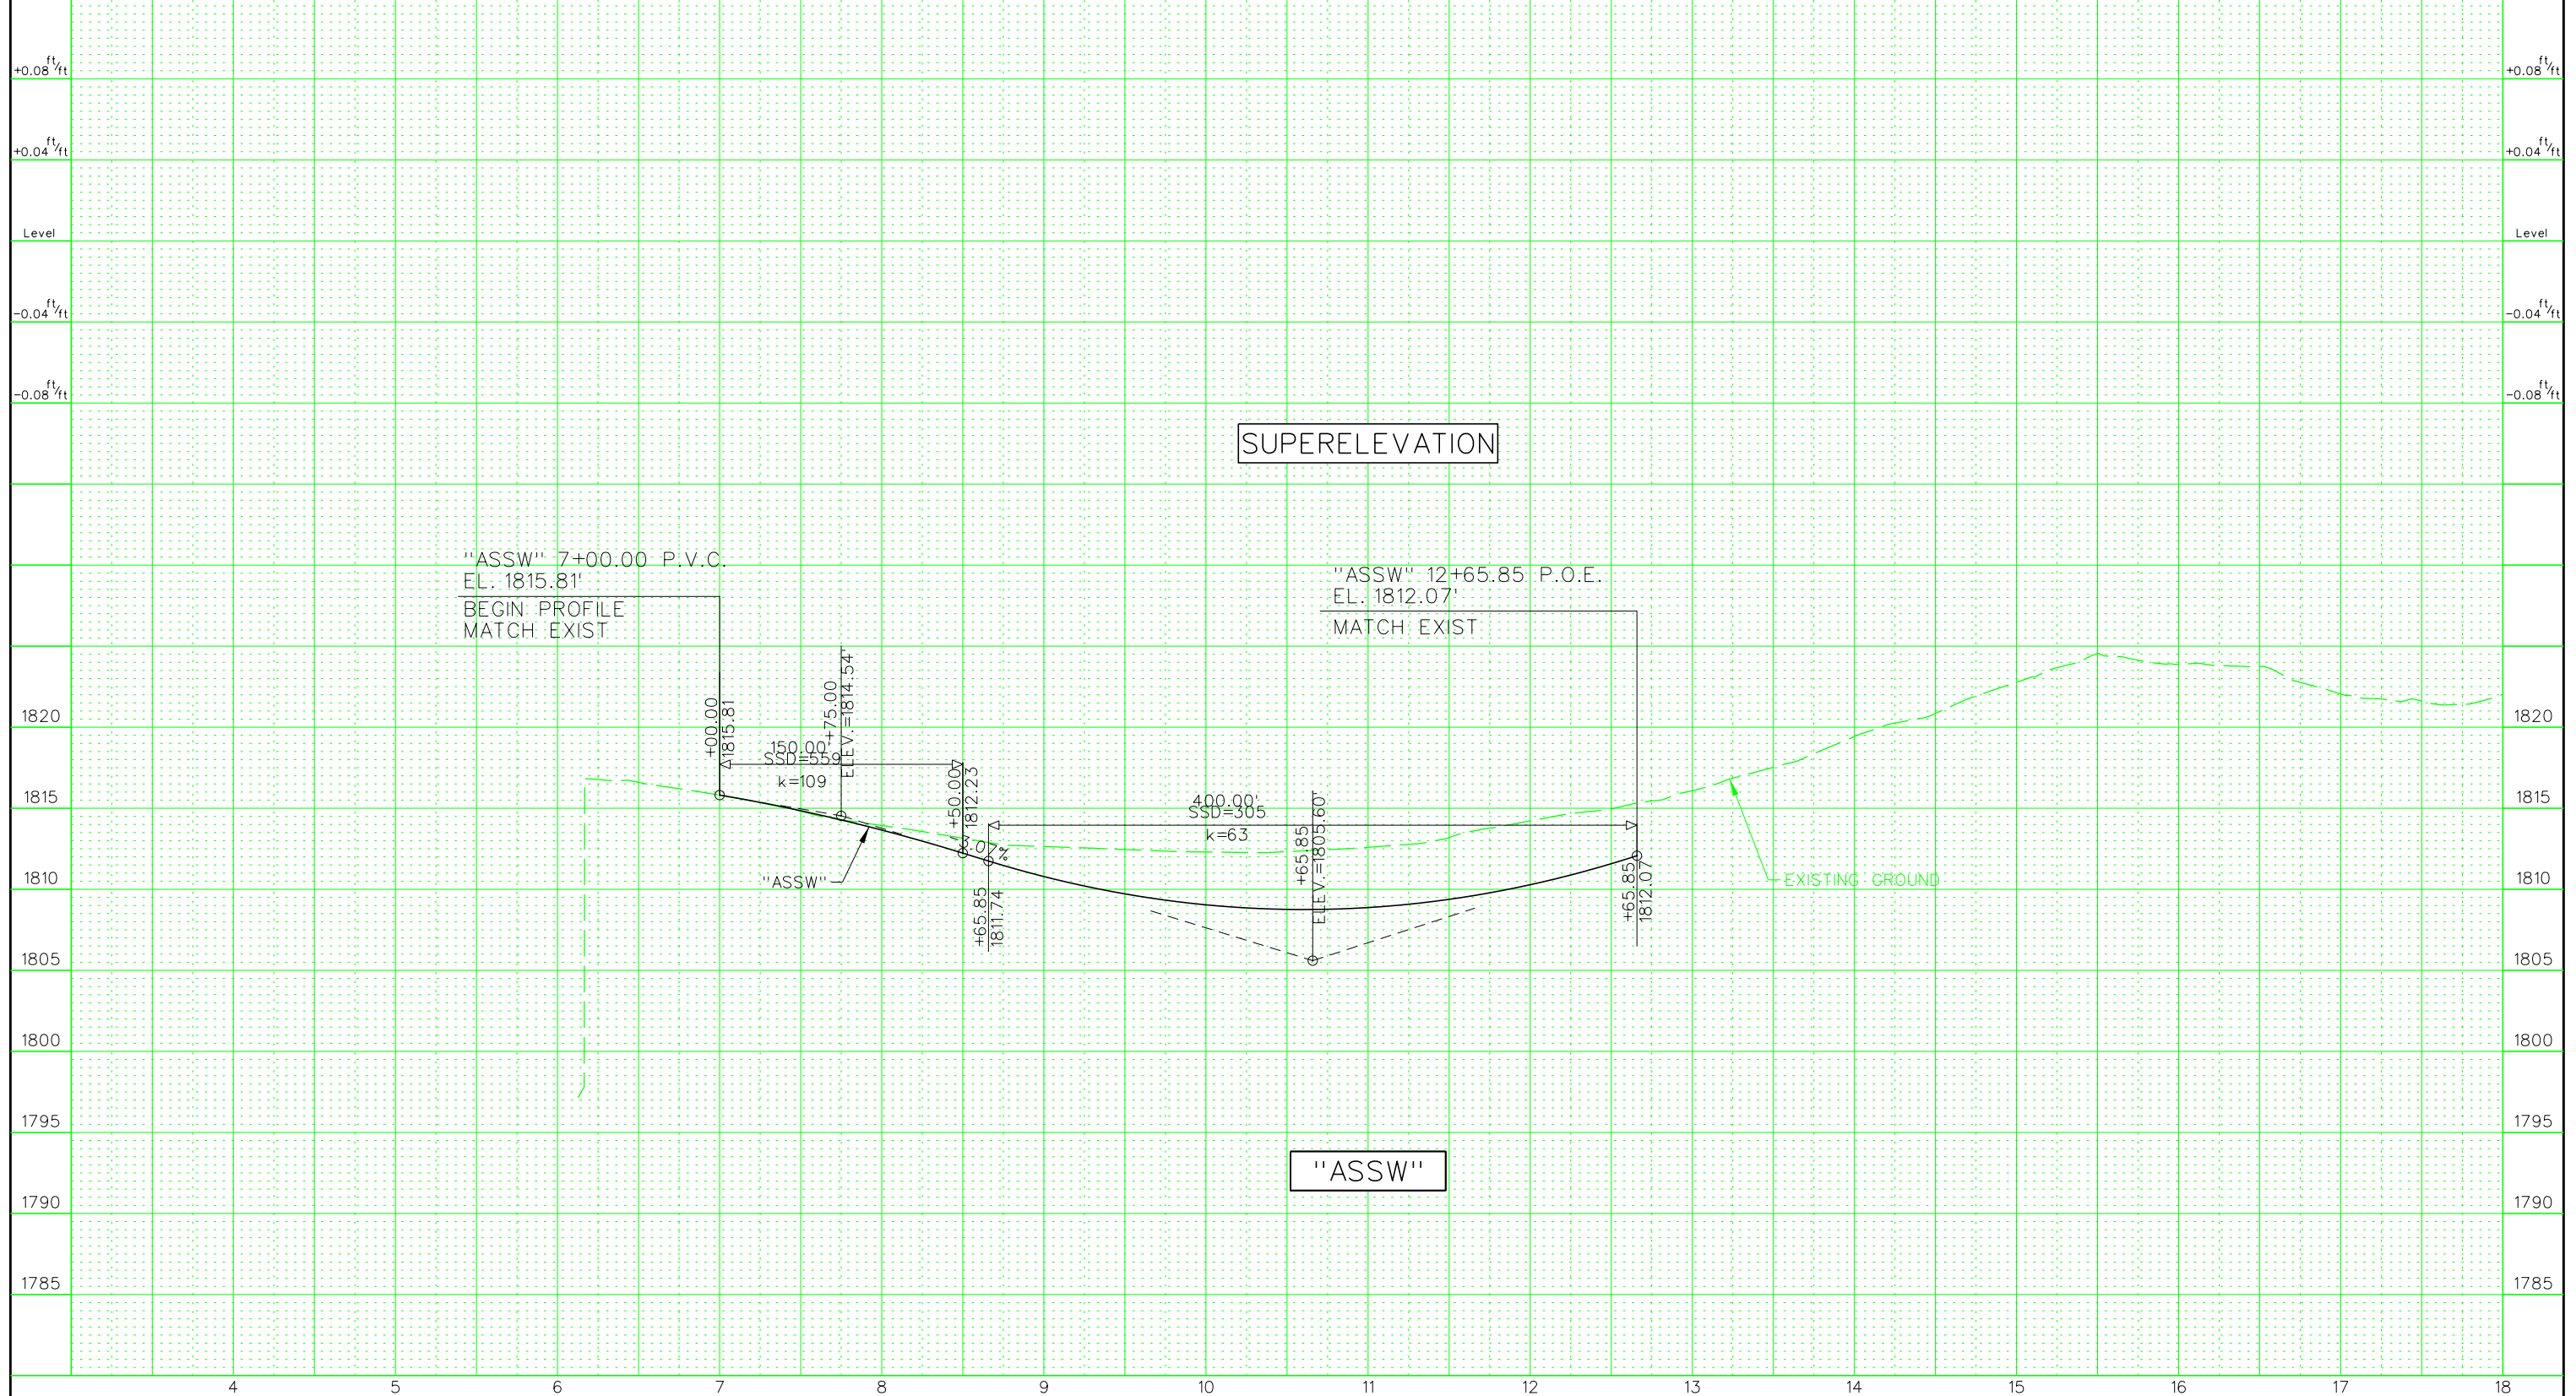 +0.08 ft/ft
+0.08 ft/ft
+0.04 ft/ft
+0.04 ft/ft
Level
Level
-0.04 ft/ft
-0.04 ft/ft
-0.08 ft/ft
-0.08 ft/ft
SUPERELEVATION
"ASSW" 7+00.00 P.V.C.
EL. 1815.81'
BEGIN PROFILE
MATCH EXIST
"ASSW" 12+65.85 P.O.E.
EL. 1812.07'
MATCH EXIST
+00.00
1815.81
+75.00
ELEV.=1814.54'
150.00'
SSD=559
k=109
+50.00
1812.23
400.00'
SSD=305
k=63
+65.85
1811.74
+65.85
ELEV.=1805.60'
+65.85
1812.07
"ASSW"
EXISTING GROUND
1820
1820
1815
1815
1810
1810
1805
1805
1800
1800
1795
1795
"ASSW"
1790
1790
1785
1785
4 5 6 7 8 9 10 11 12 13 14 15 16 17 18